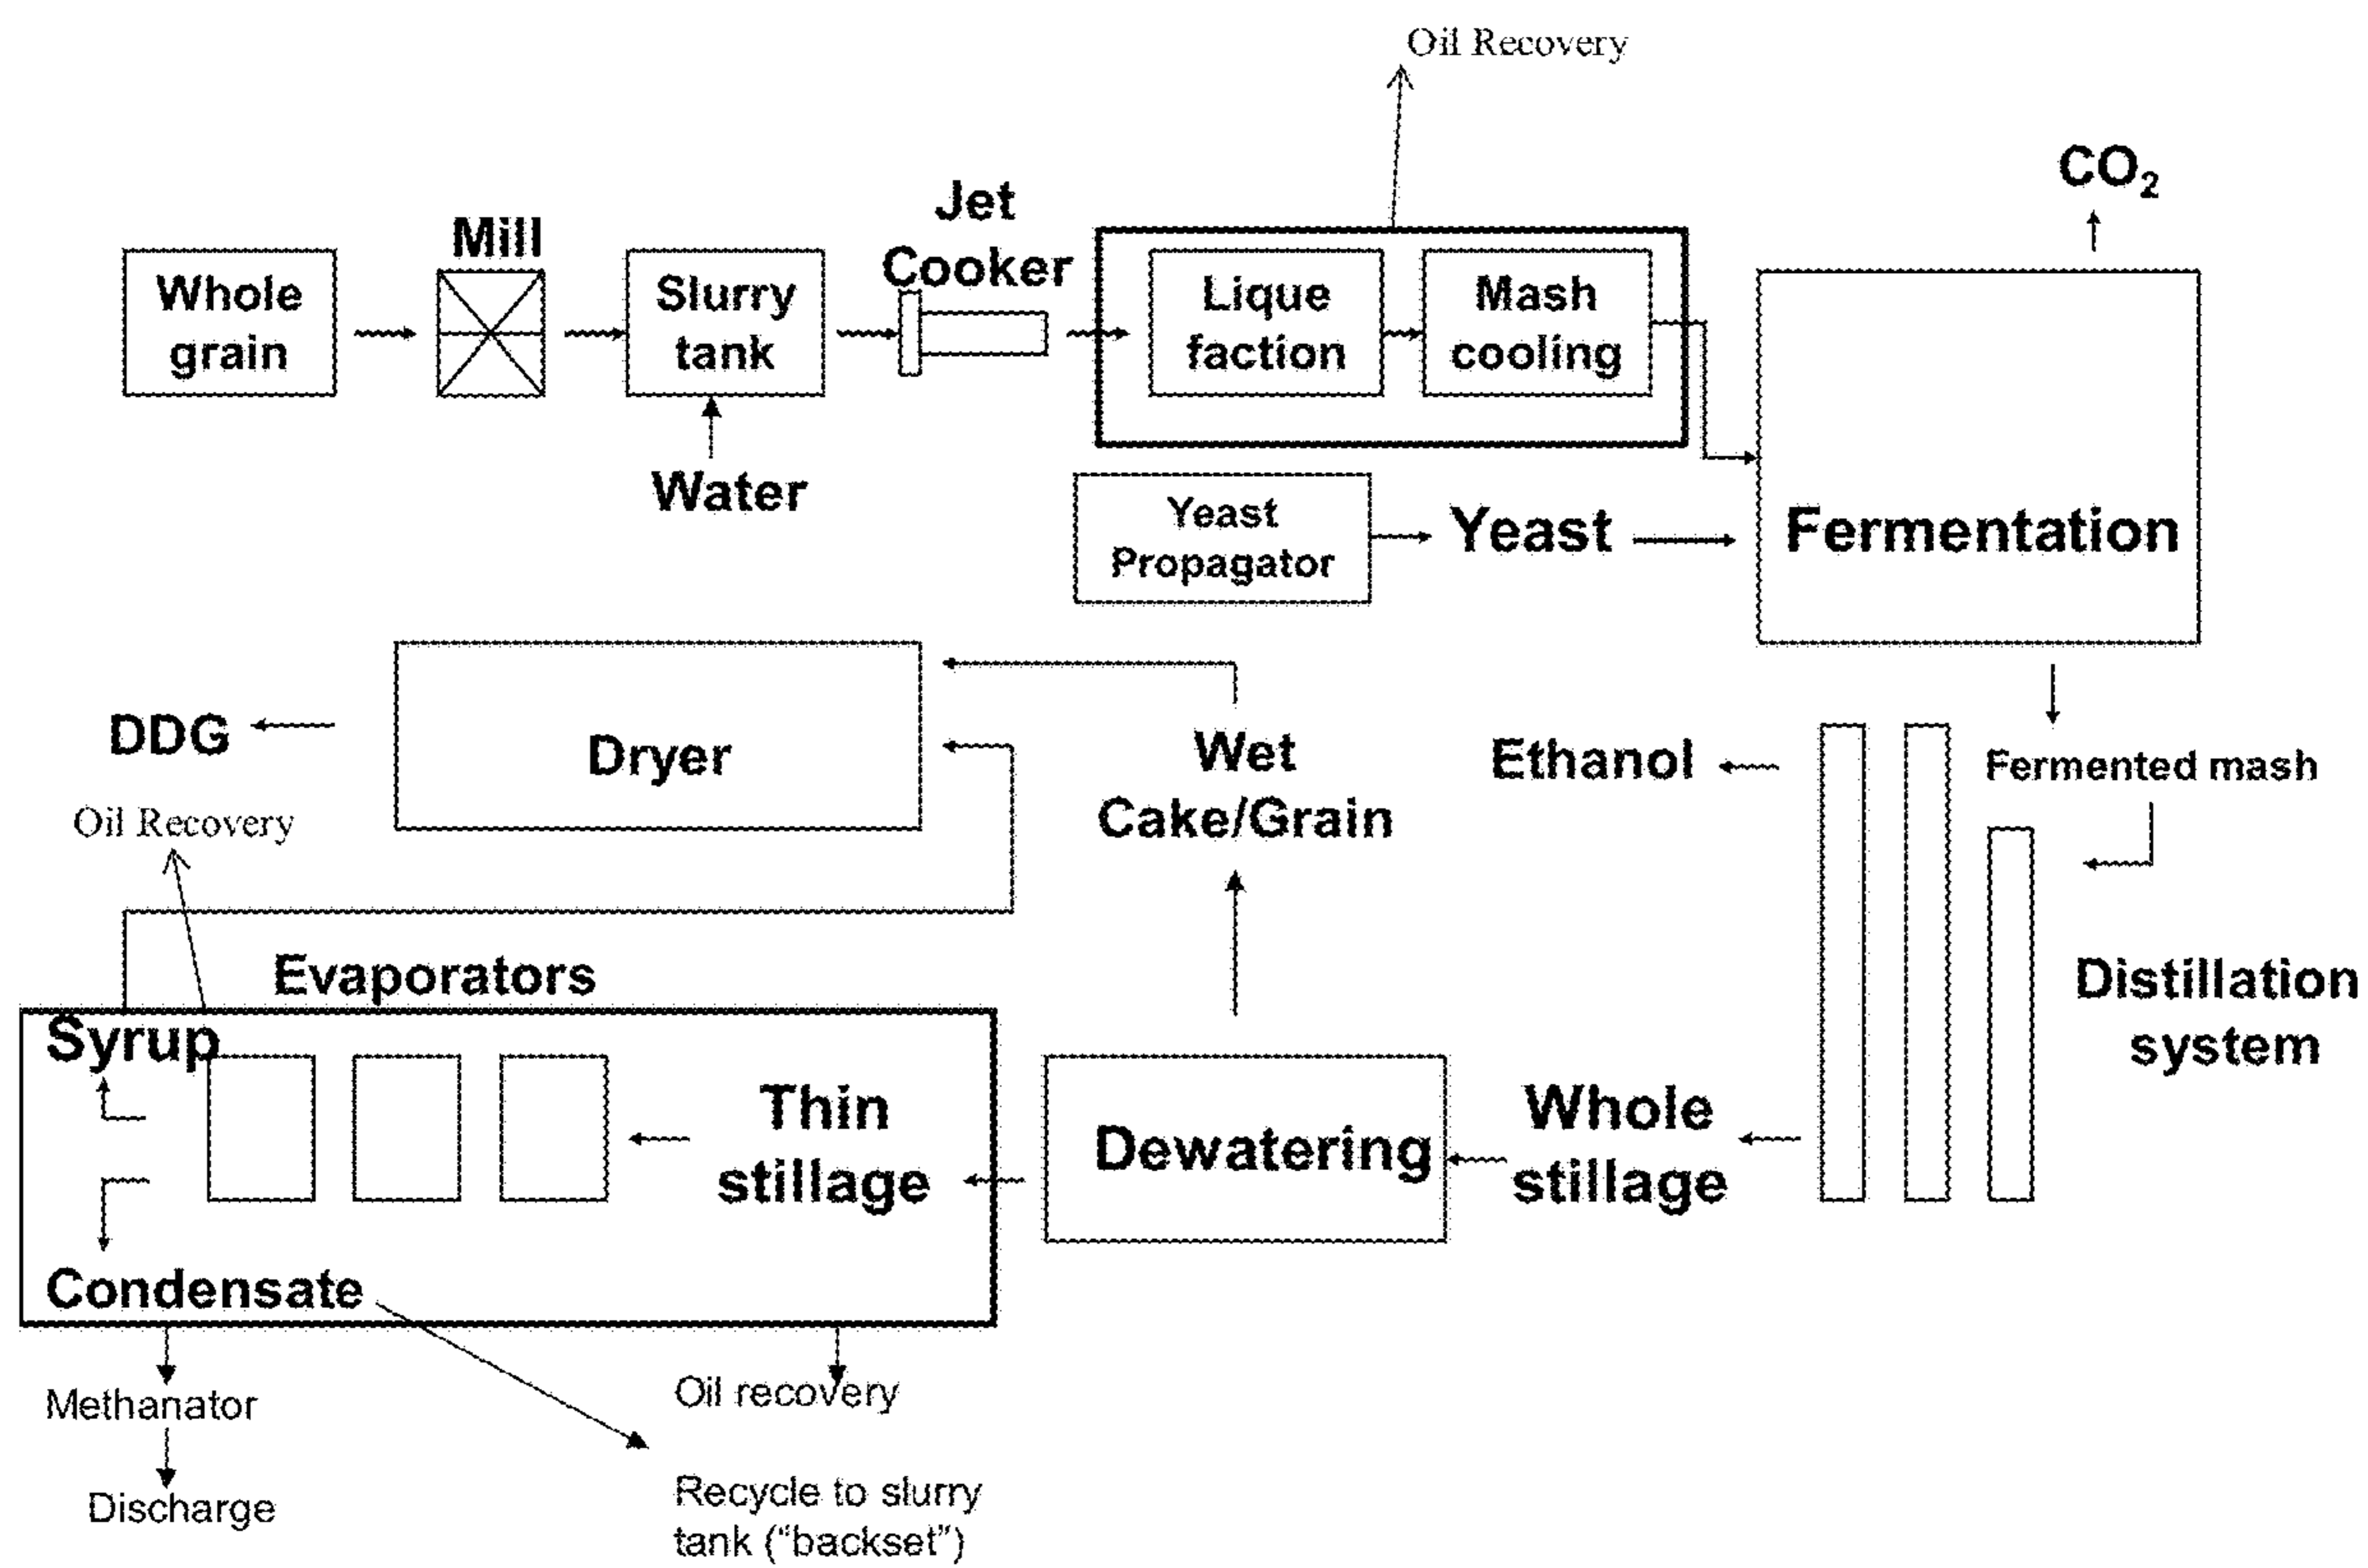 Oil Recovery
CO₂
Jet
Cooker
Mill
Whole
grain
Slurry
tank
Lique
faction
Mash
cooling
Water
Yeast
Propagator
Yeast
Fermentation
DDG
Dryer
Wet
Cake/Grain
Ethanol
Fermented mash
Oil Recovery
Evaporators
Distillation
system
Syrup
Thin
stillage
Dewatering
Whole
stillage
Condensate
Methanator
Oil recovery
Discharge
Recycle to slurry
tank ("backset")